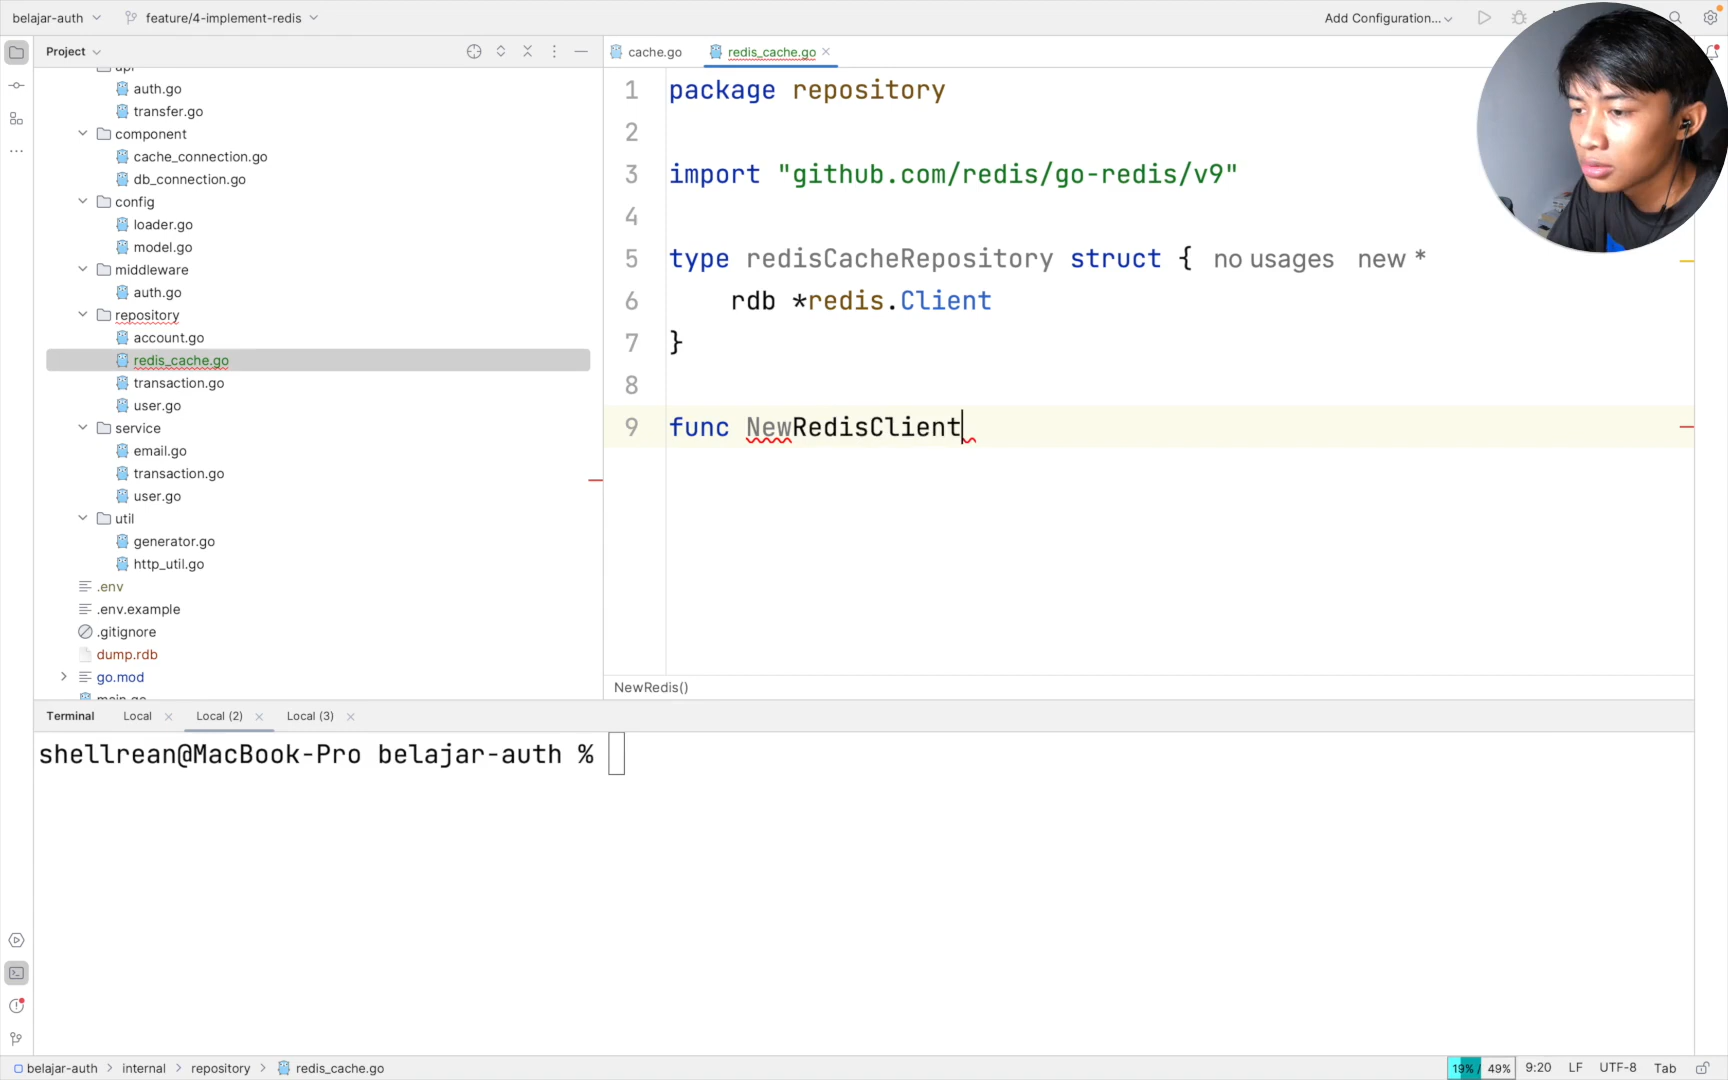 belajar-auth
feature/4-implement-redis
Add Configuration...
Project
cache.go
redis_cache.go
api
auth.go
transfer.go
component
cache_connection.go
db_connection.go
config
loader.go
model.go
middleware
auth.go
repository
account.go
redis_cache.go
transaction.go
user.go
service
email.go
transaction.go
user.go
util
generator.go
http_util.go
.env
.env.example
.gitignore
dump.rdb
go.mod
main.go
1 package repository
2
3 import "github.com/redis/go-redis/v9"
4
5 type redisCacheRepository struct { no usages new *
6 rdb *redis.Client
7 }
8
9 func NewRedisClient
NewRedis()
Terminal
Local
Local (2)
Local (3)
shellrean@MacBook-Pro belajar-auth %
belajar-auth > internal > repository > redis_cache.go
19% / 49%
9:20
LF
UTF-8
Tab